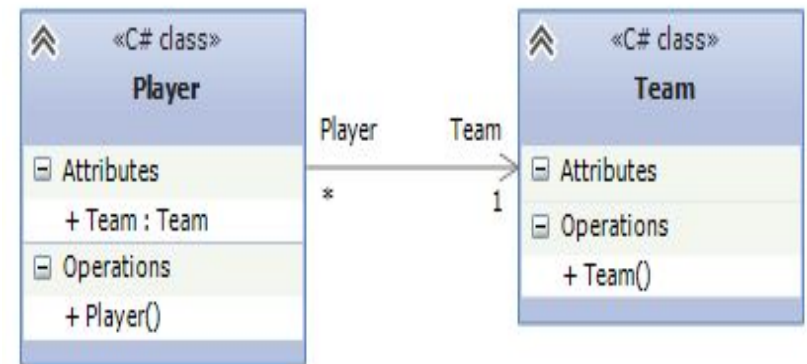 «C# class»
Player
Attributes
+ Team : Team
Operations
+ Player()
Player
Team
*
1
«C# class»
Team
Attributes
Operations
+ Team()